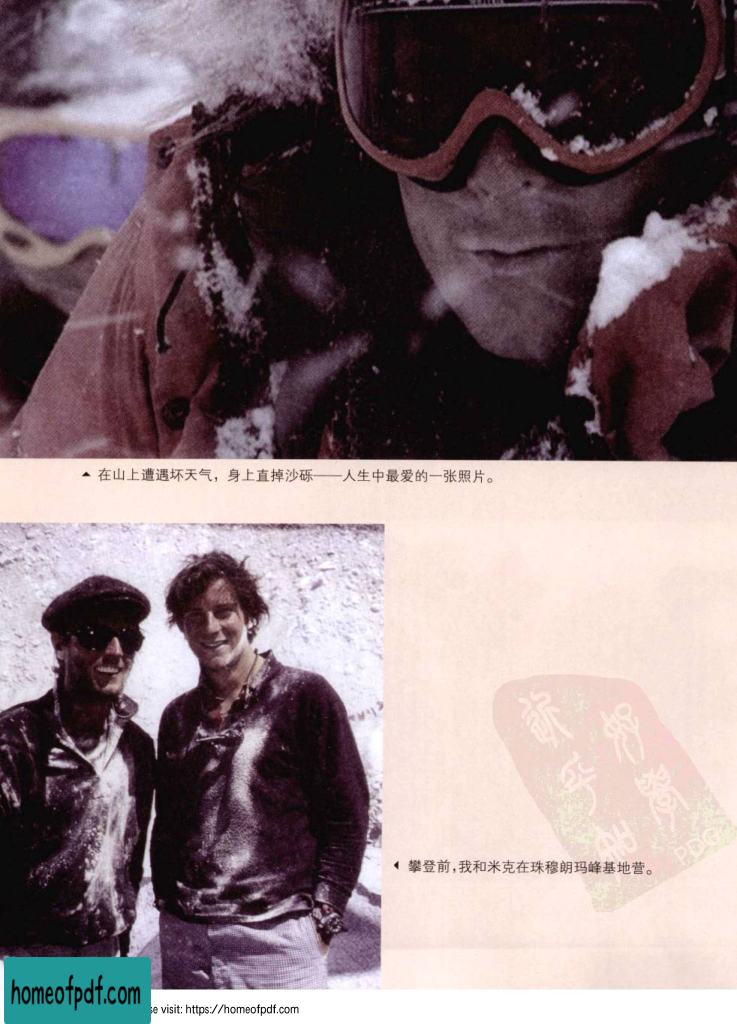 ▲ 在山上遭遇坏天气，身上直掉沙砾——人生中最爱的一张照片。
◀ 攀登前，我和米克在珠穆朗玛峰基地营。
PDG
homeofpdf.com
se visit: https://homeofpdf.com